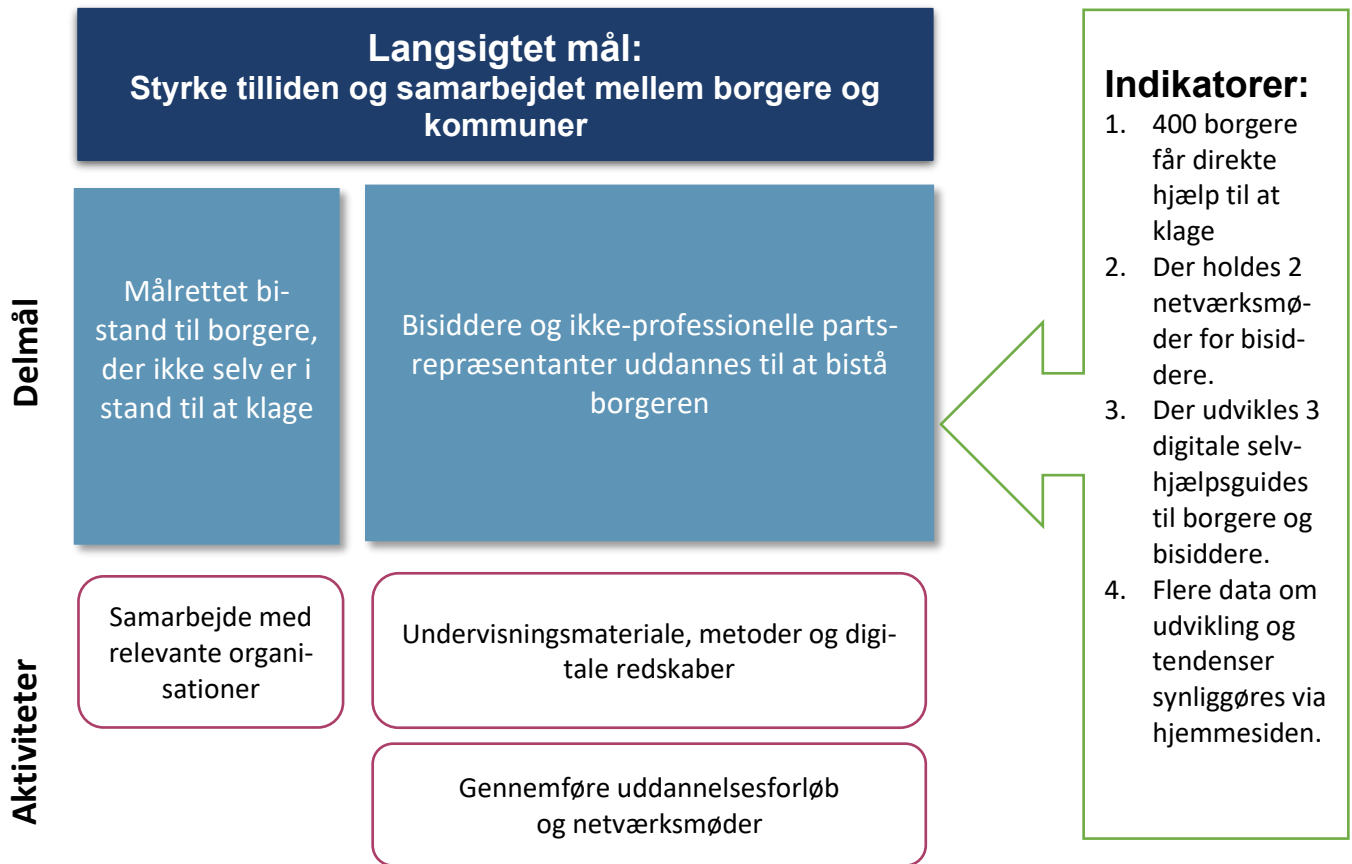 Langsigtet mål:
Styrke tilliden og samarbejdet mellem borgere og
kommuner
Delmål
Målrettet bi-
stand til borgere,
der ikke selv er i
stand til at klage
Bisiddere og ikke-professionelle parts-
repræsentanter uddannes til at bistå
borgeren
Aktiviteter
Samarbejde med
relevante organi-
sationer
Undervisningsmateriale, metoder og digi-
tale redskaber
Gennemføre uddannelsesforløb
og netværksmøder
Indikatorer:
1. 400 borgere
får direkte
hjælp til at
klage
2. Der holdes 2
netværksmø-
der for bisid-
dere.
3. Der udvikles 3
digitale selv-
hjælpsguides
til borgere og
bisiddere.
4. Flere data om
udvikling og
tendenser
synliggøres via
hjemmesiden.